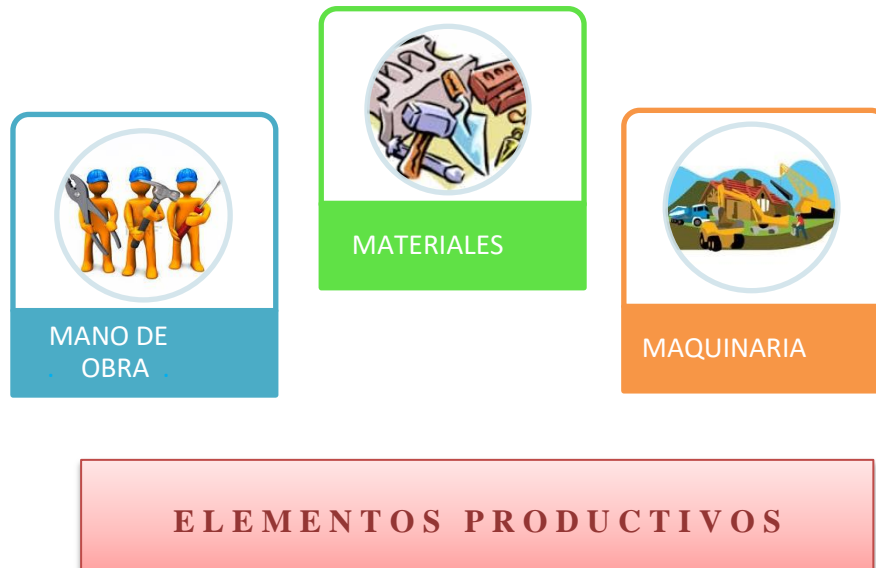 MATERIALES
MANO DE
. OBRA .
MAQUINARIA
ELEMENTOS PRODUCTIVOS